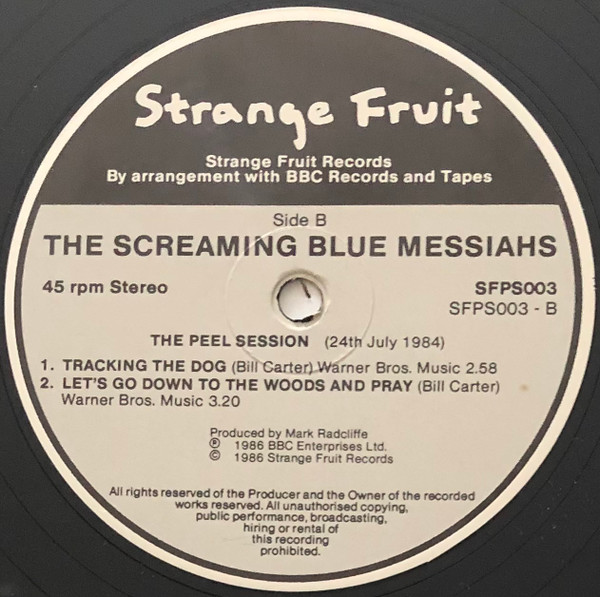 Strange Fruit
Strange Fruit Records
By arrangement with BBC Records and Tapes
Side B
THE SCREAMING BLUE MESSIAHS
45 rpm Stereo
SFPS003
SFPS003 - B
THE PEEL SESSION (24th July 1984)
1. TRACKING THE DOG (Bill Carter) Warner Bros. Music 2.58
2. LET'S GO DOWN TO THE WOODS AND PRAY (Bill Carter)
Warner Bros. Music 3.20
Produced by Mark Radcliffe
℗ 1986 BBC Enterprises Ltd.
© 1986 Strange Fruit Records
All rights reserved of the Producer and the Owner of the recorded
works reserved. All unauthorised copying,
public performance, broadcasting,
hiring or rental of
this recording
prohibited.